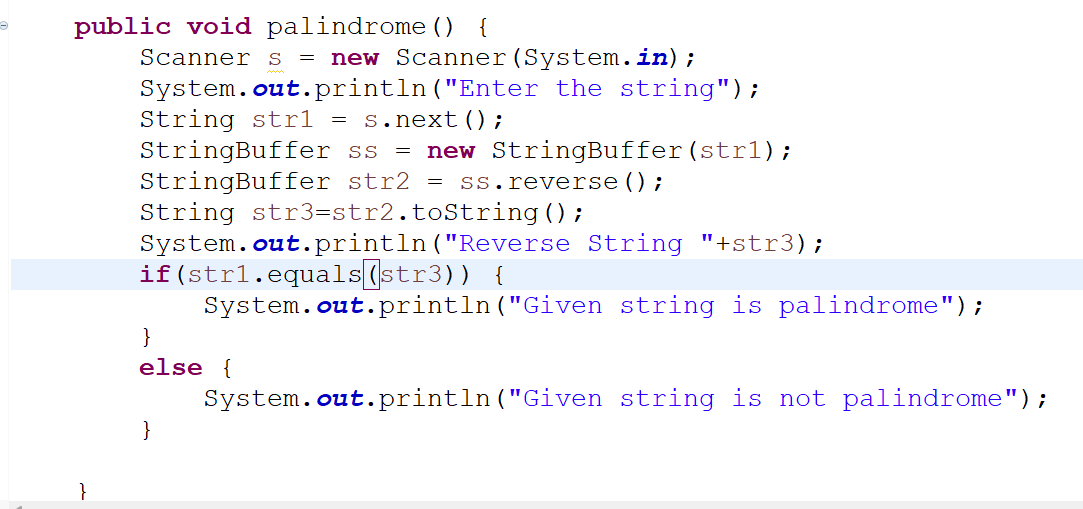 public void palindrome() {
Scanner s = new Scanner(System.in);
System.out.println("Enter the string");
String str1 = s.next();
StringBuffer ss = new StringBuffer(str1);
StringBuffer str2 = ss.reverse();
String str3=str2.toString();
System.out.println("Reverse String "+str3);
if(str1.equals(str3)) {
System.out.println("Given string is palindrome");
}
else {
System.out.println("Given string is not palindrome");
}
}